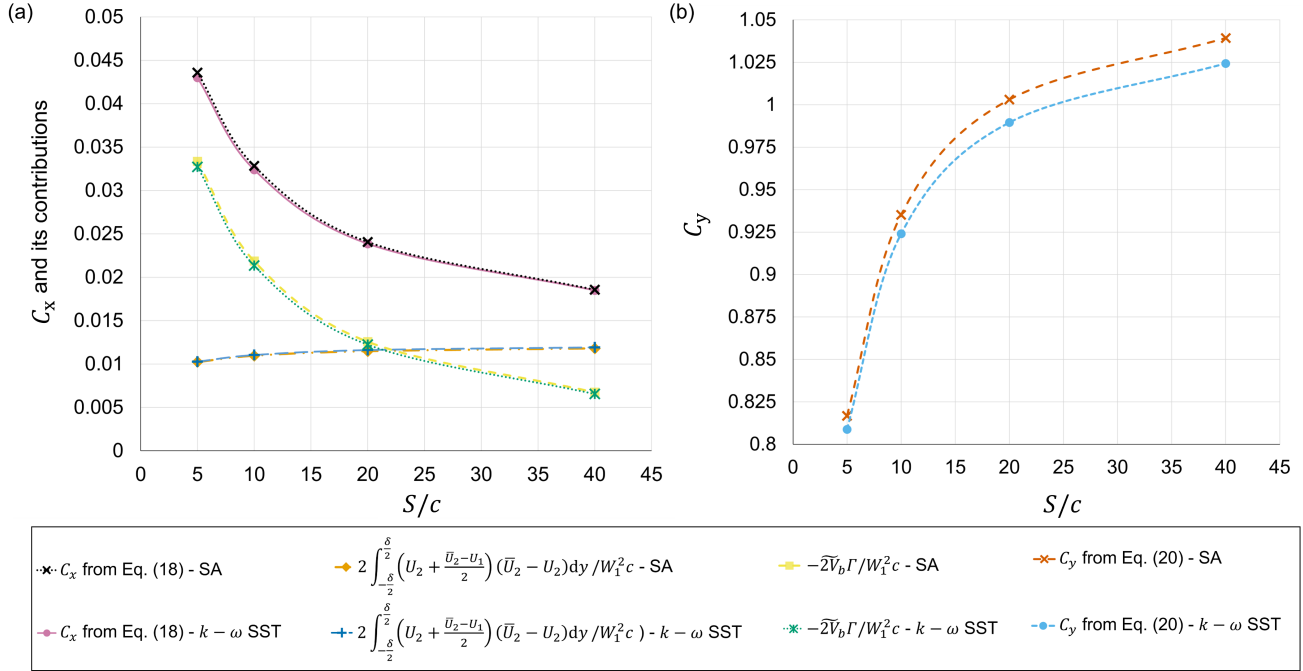 (a)
0.05
0.045
0.04
0.035
0.03
0.025
0.02
0.015
0.01
0.005
0
C_x and its contributions
0 5 10 15 20 25 30 35 40 45
S/c
(b)
1.05
1.025
1
0.975
0.95
0.925
0.9
0.875
0.85
0.825
0.8
C_y
0 5 10 15 20 25 30 35 40 45
S/c
C_x from Eq. (18) - SA
2 ∫_{-δ/2}^{δ/2} (U_2 + (Ū_2 − U_1)/2) (Ū_2 − U_2) dy /W_1^2 c - SA
−2Ṽ_b Γ/W_1^2 c - SA
C_y from Eq. (20) - SA
C_x from Eq. (18) - k − ω SST
2 ∫_{-δ/2}^{δ/2} (U_2 + (Ū_2 − U_1)/2) (Ū_2 − U_2) dy /W_1^2 c ) - k − ω SST
−2Ṽ_b Γ/W_1^2 c - k − ω SST
C_y from Eq. (20) - k − ω SST